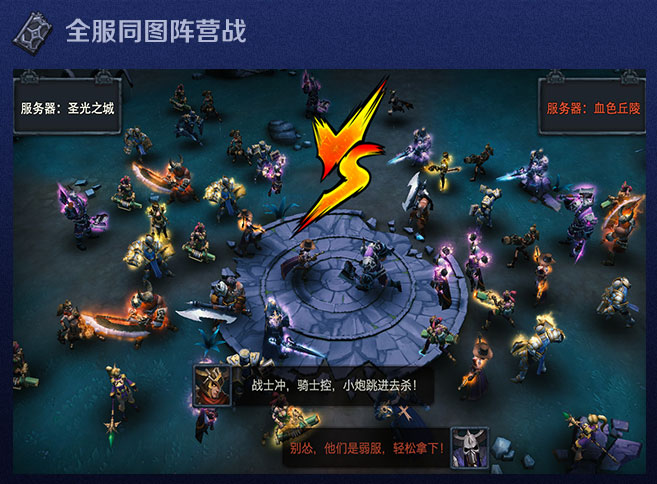 全服同图阵营战
服务器：圣光之城
服务器：血色丘陵
VS
战士冲，骑士控，小炮跳进去杀！
别怂，他们是弱服，轻松拿下！